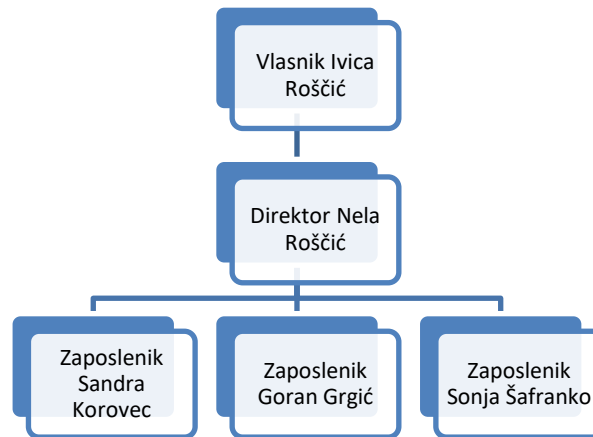 Vlasnik Ivica
Roščić
Direktor Nela
Roščić
Zaposlenik
Sandra
Korovec
Zaposlenik
Goran Grgić
Zaposlenik
Sonja Šafranko